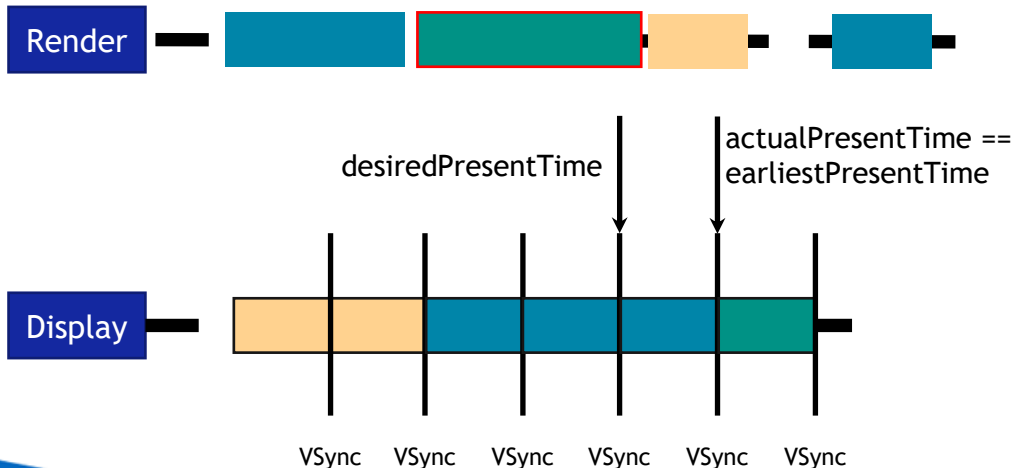 Render
desiredPresentTime
actualPresentTime ==
earliestPresentTime
Display
VSync VSync VSync VSync VSync VSync